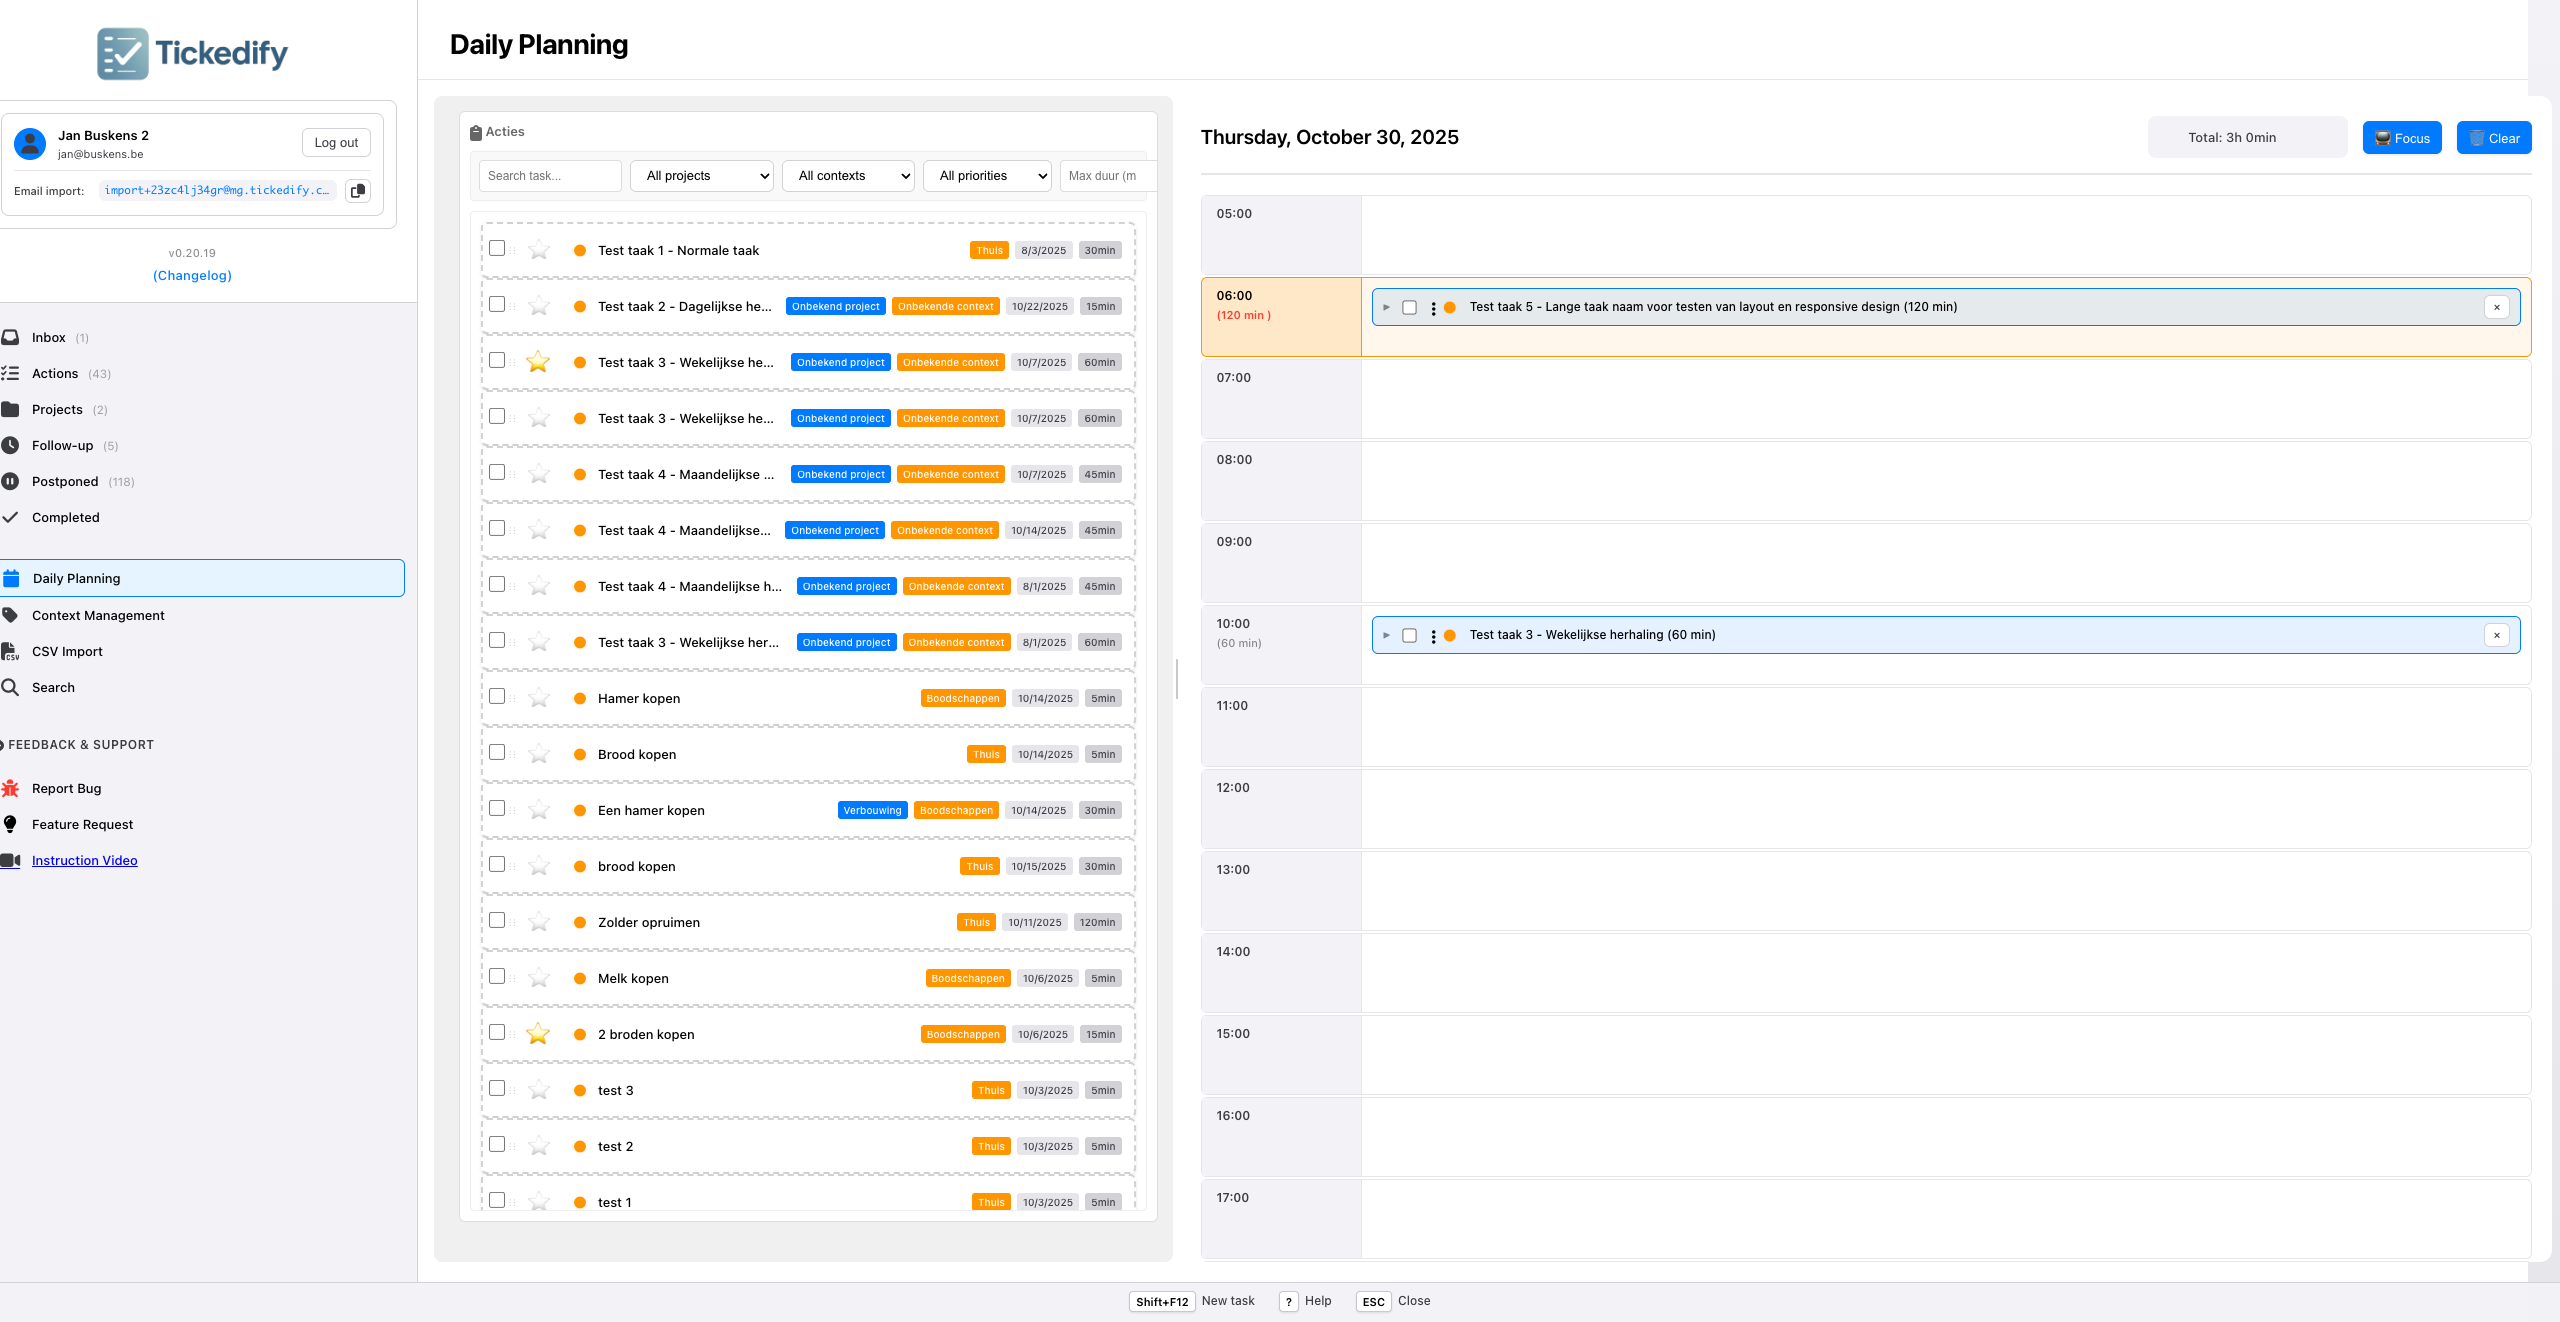 Tickedify
Jan Buskens 2
jan@buskens.be
Log out
Email import:
import+23zc4lj34gr@mg.tickedify.c…
v0.20.19
(Changelog)
Inbox (1)
Actions (43)
Projects (2)
Follow-up (5)
Postponed (118)
Completed
Daily Planning
Context Management
CSV Import
Search
FEEDBACK & SUPPORT
Report Bug
Feature Request
Instruction Video
Daily Planning
Acties
Search task...
All projects
All contexts
All priorities
Max duur (m
Test taak 1 - Normale taak Thuis 8/3/2025 30min
Test taak 2 - Dagelijkse he... Onbekend project Onbekende context 10/22/2025 15min
Test taak 3 - Wekelijkse he... Onbekend project Onbekende context 10/7/2025 60min
Test taak 3 - Wekelijkse he... Onbekend project Onbekende context 10/7/2025 60min
Test taak 4 - Maandelijkse ... Onbekend project Onbekende context 10/7/2025 45min
Test taak 4 - Maandelijkse... Onbekend project Onbekende context 10/14/2025 45min
Test taak 4 - Maandelijkse h... Onbekend project Onbekende context 8/1/2025 45min
Test taak 3 - Wekelijkse her... Onbekend project Onbekende context 8/1/2025 60min
Hamer kopen Boodschappen 10/14/2025 5min
Brood kopen Thuis 10/14/2025 5min
Een hamer kopen Verbouwing Boodschappen 10/14/2025 30min
brood kopen Thuis 10/15/2025 30min
Zolder opruimen Thuis 10/11/2025 120min
Melk kopen Boodschappen 10/6/2025 5min
2 broden kopen Boodschappen 10/6/2025 15min
test 3 Thuis 10/3/2025 5min
test 2 Thuis 10/3/2025 5min
test 1 Thuis 10/3/2025 5min
Thursday, October 30, 2025
Total: 3h 0min
Focus
Clear
05:00
06:00
(120 min )
Test taak 5 - Lange taak naam voor testen van layout en responsive design (120 min)
×
07:00
08:00
09:00
10:00
(60 min)
Test taak 3 - Wekelijkse herhaling (60 min)
×
11:00
12:00
13:00
14:00
15:00
16:00
17:00
Shift+F12 New task ? Help ESC Close